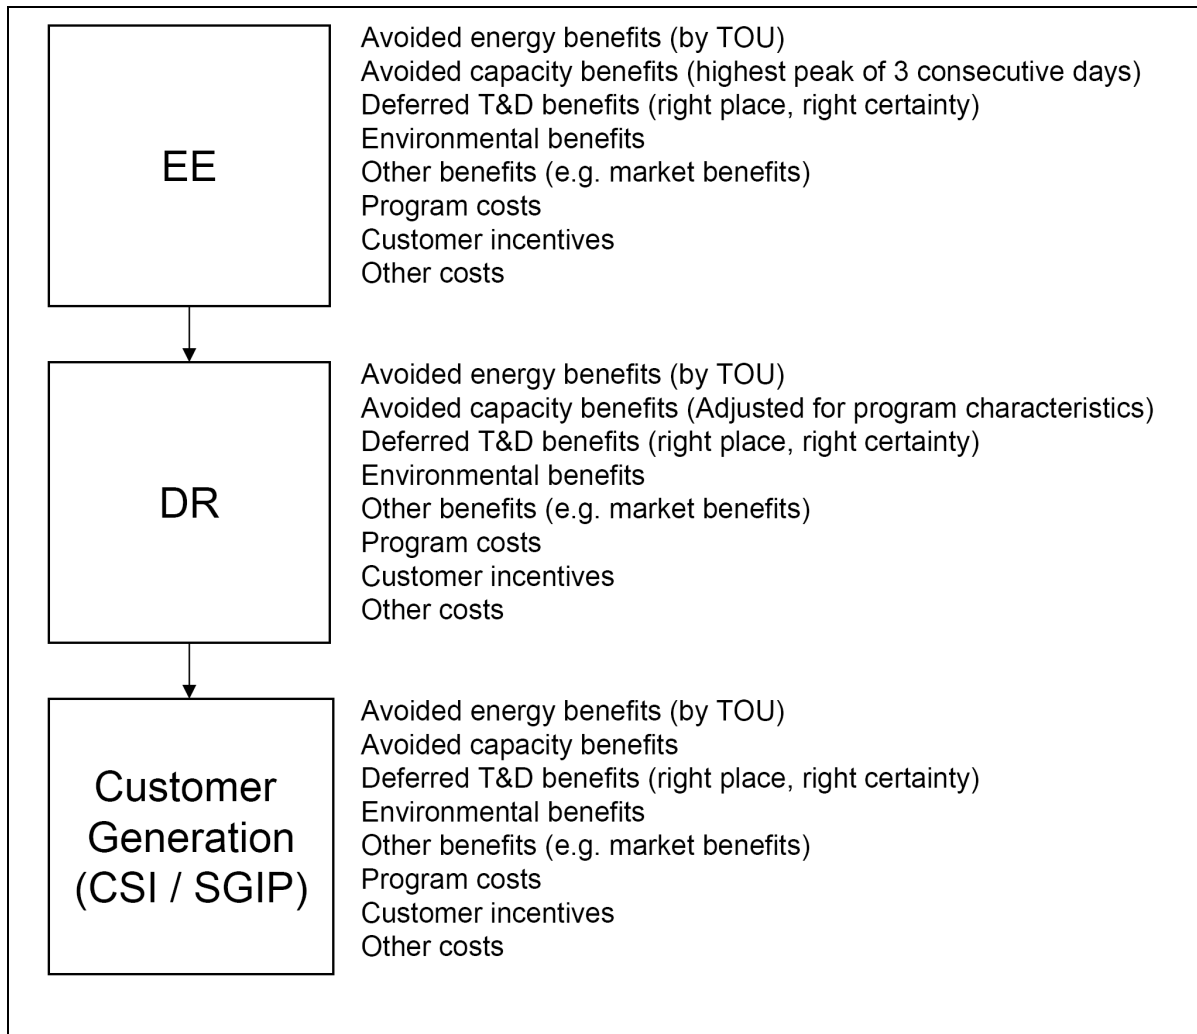 EE
Avoided energy benefits (by TOU)
Avoided capacity benefits (highest peak of 3 consecutive days)
Deferred T&D benefits (right place, right certainty)
Environmental benefits
Other benefits (e.g. market benefits)
Program costs
Customer incentives
Other costs
DR
Avoided energy benefits (by TOU)
Avoided capacity benefits (Adjusted for program characteristics)
Deferred T&D benefits (right place, right certainty)
Environmental benefits
Other benefits (e.g. market benefits)
Program costs
Customer incentives
Other costs
Customer
Generation
(CSI / SGIP)
Avoided energy benefits (by TOU)
Avoided capacity benefits
Deferred T&D benefits (right place, right certainty)
Environmental benefits
Other benefits (e.g. market benefits)
Program costs
Customer incentives
Other costs